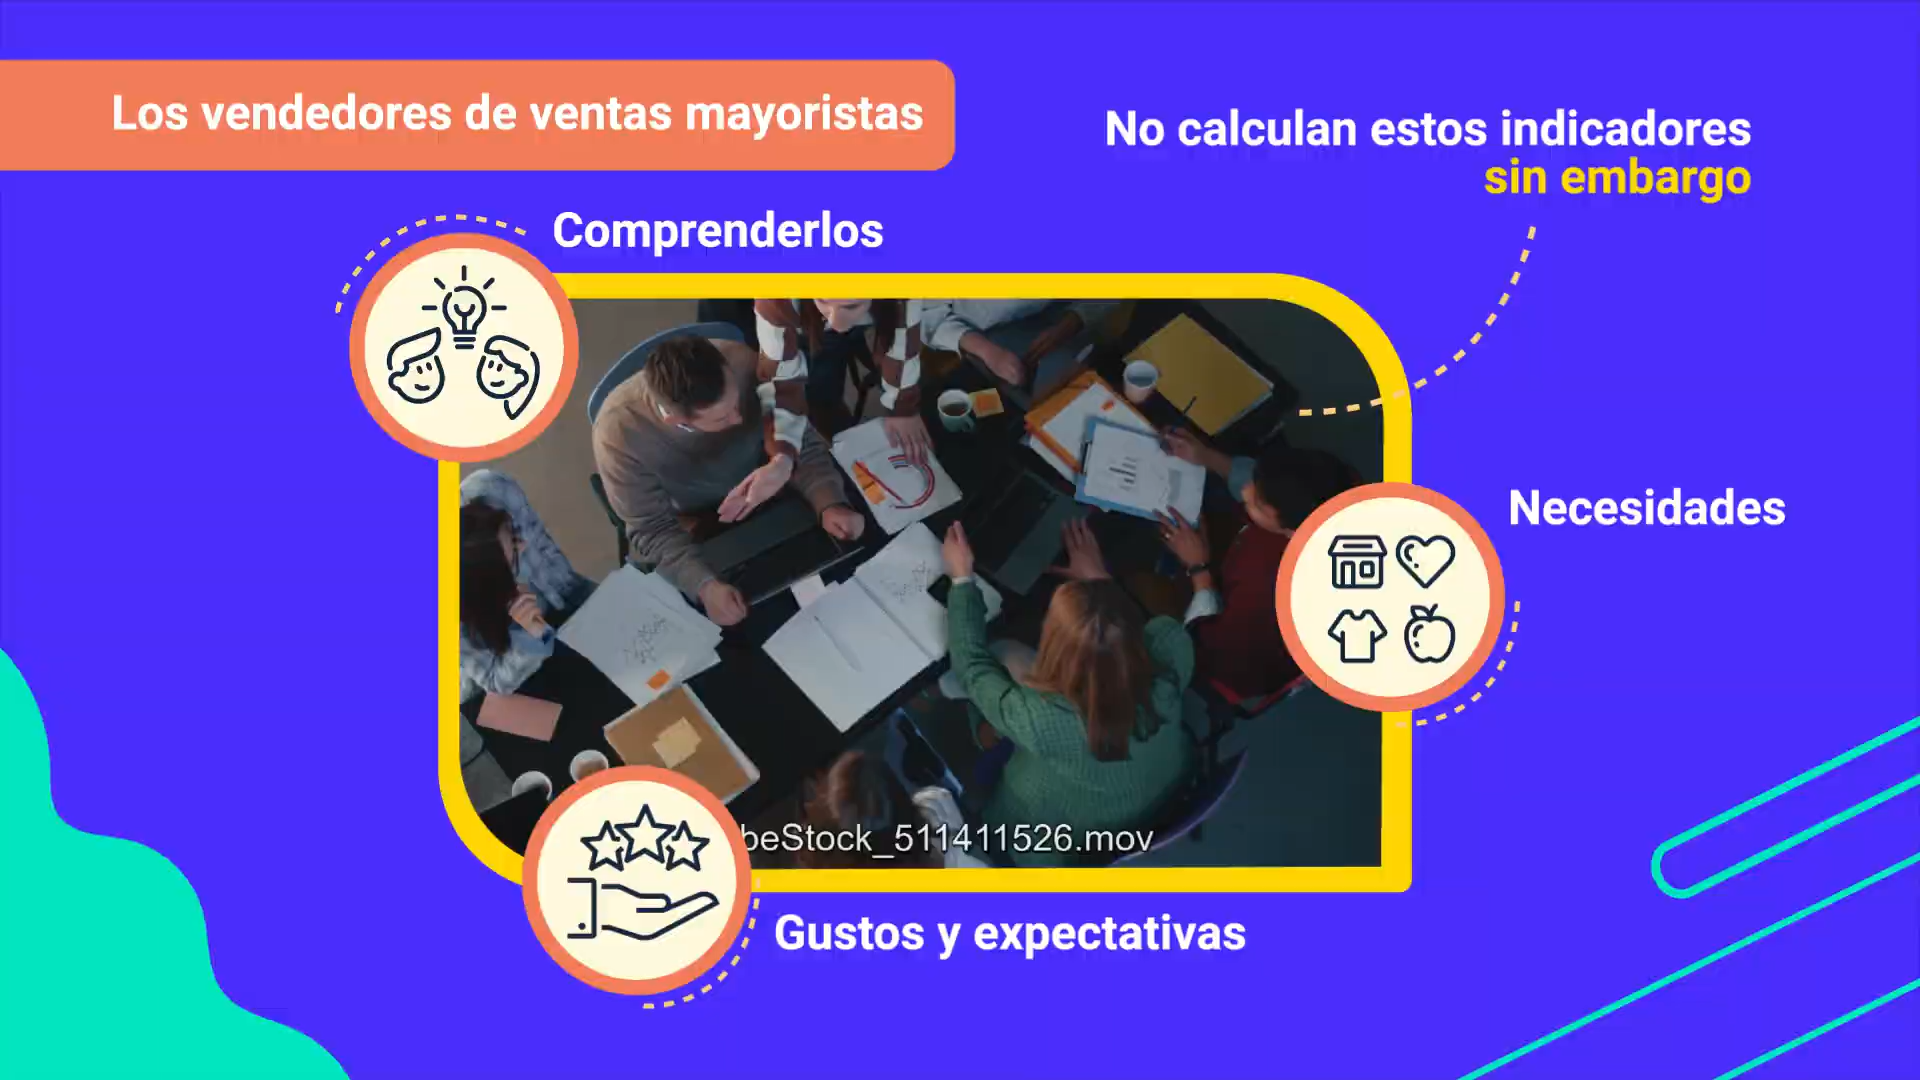 Los vendedores de ventas mayoristas
No calculan estos indicadores
sin embargo
Comprenderlos
Necesidades
beStock_511411526.mov
Gustos y expectativas